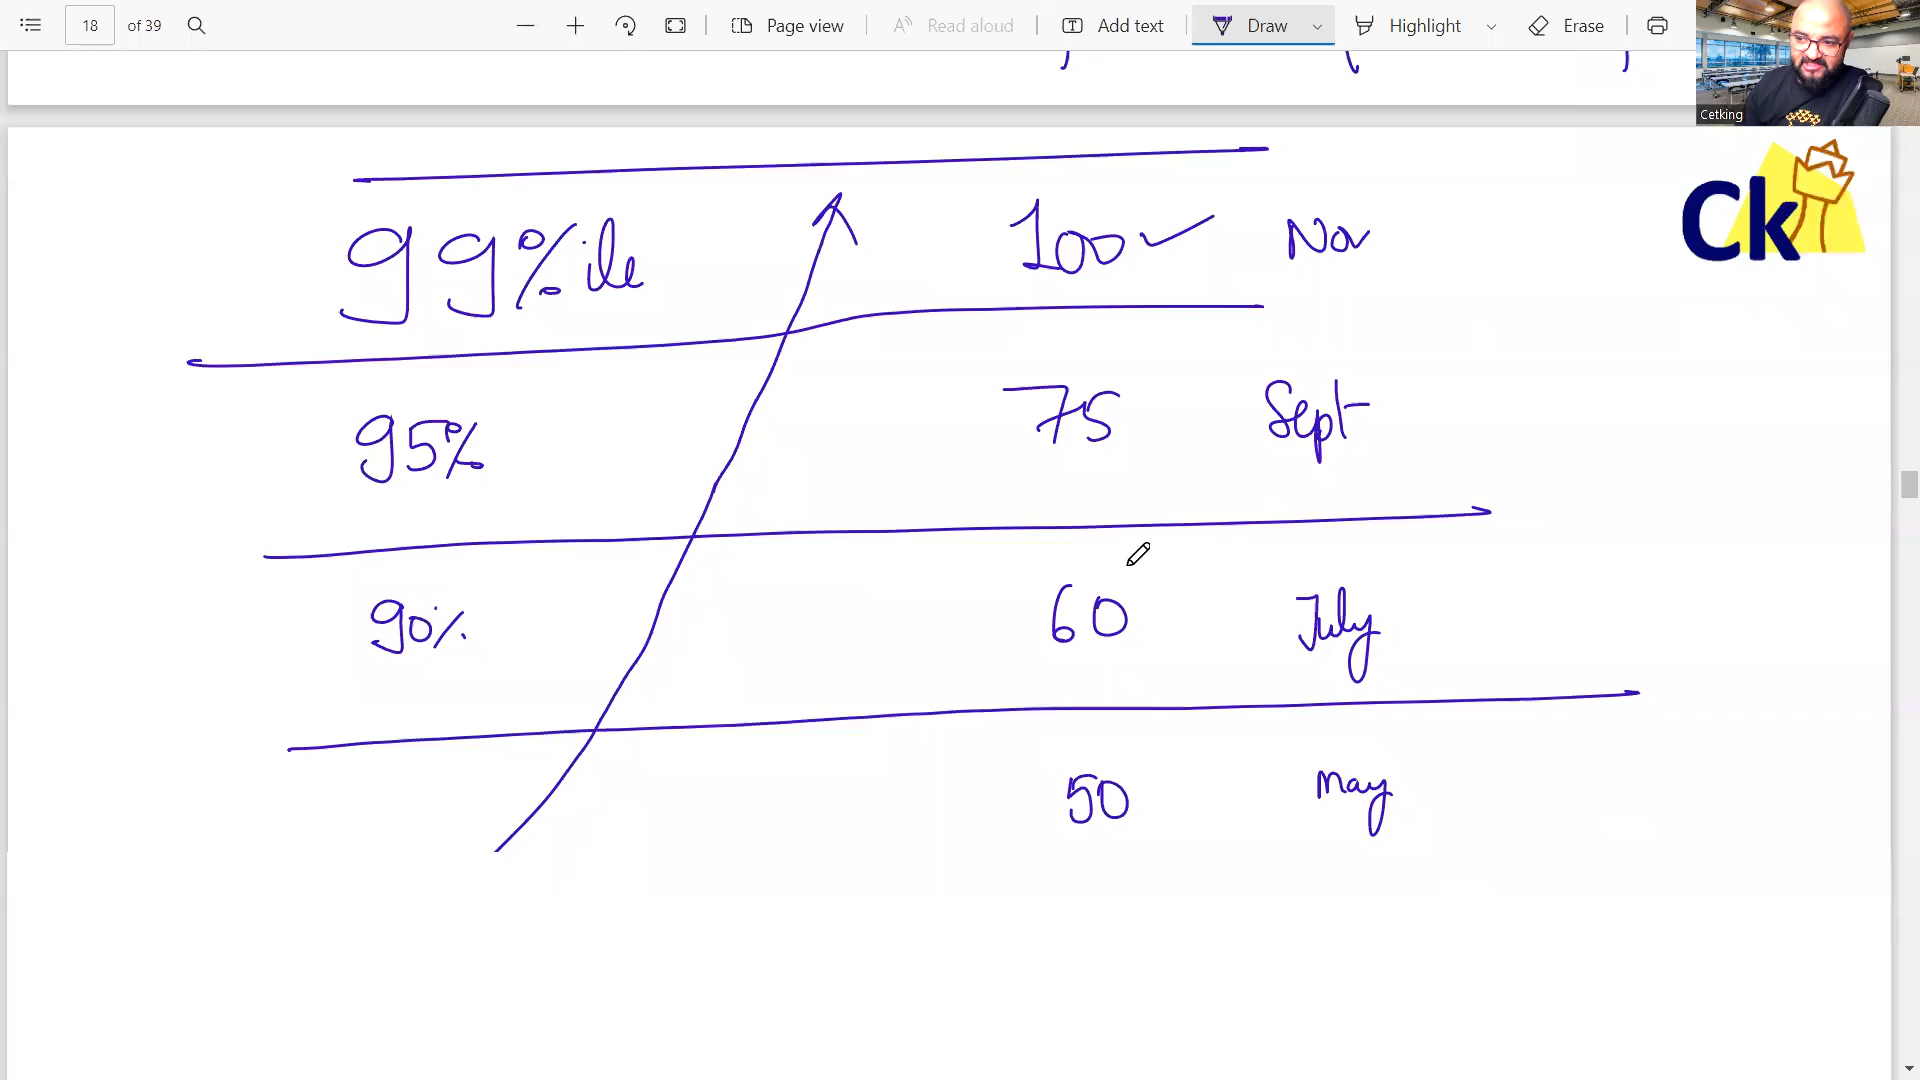 18 of 39 Page view Read aloud Add text Draw Highlight Erase
Cetking
Ck
99%ile 100 Nov
95% 75 Sept
90% 60 July
50 May